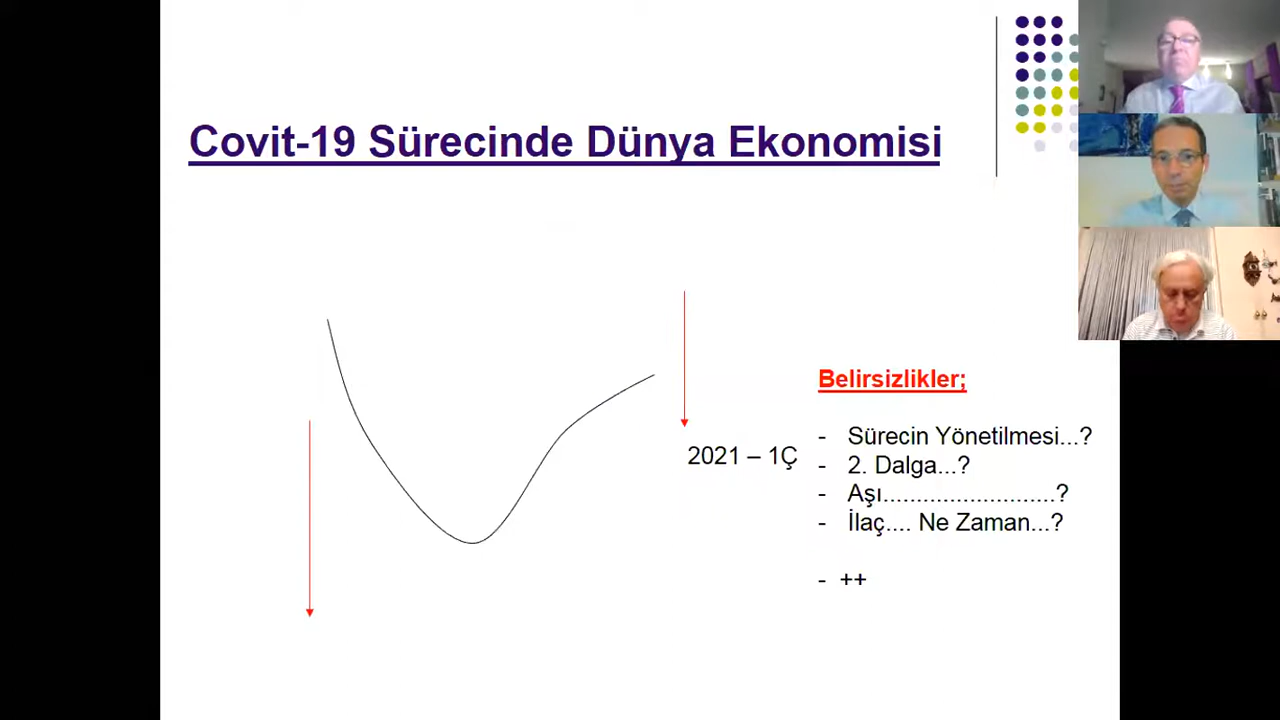 Covit-19 Sürecinde Dünya Ekonomisi
Belirsizlikler;
- Sürecin Yönetilmesi...?
2021 – 1Ç
- 2. Dalga...?
- Aşı..........................?
- İlaç.... Ne Zaman...?
- ++